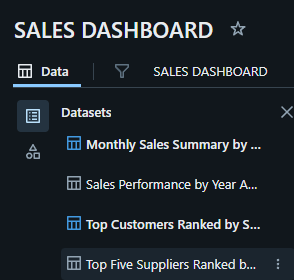 SALES DASHBOARD
Data
SALES DASHBOARD
Datasets
Monthly Sales Summary by ...
Sales Performance by Year A...
Top Customers Ranked by S...
Top Five Suppliers Ranked b...